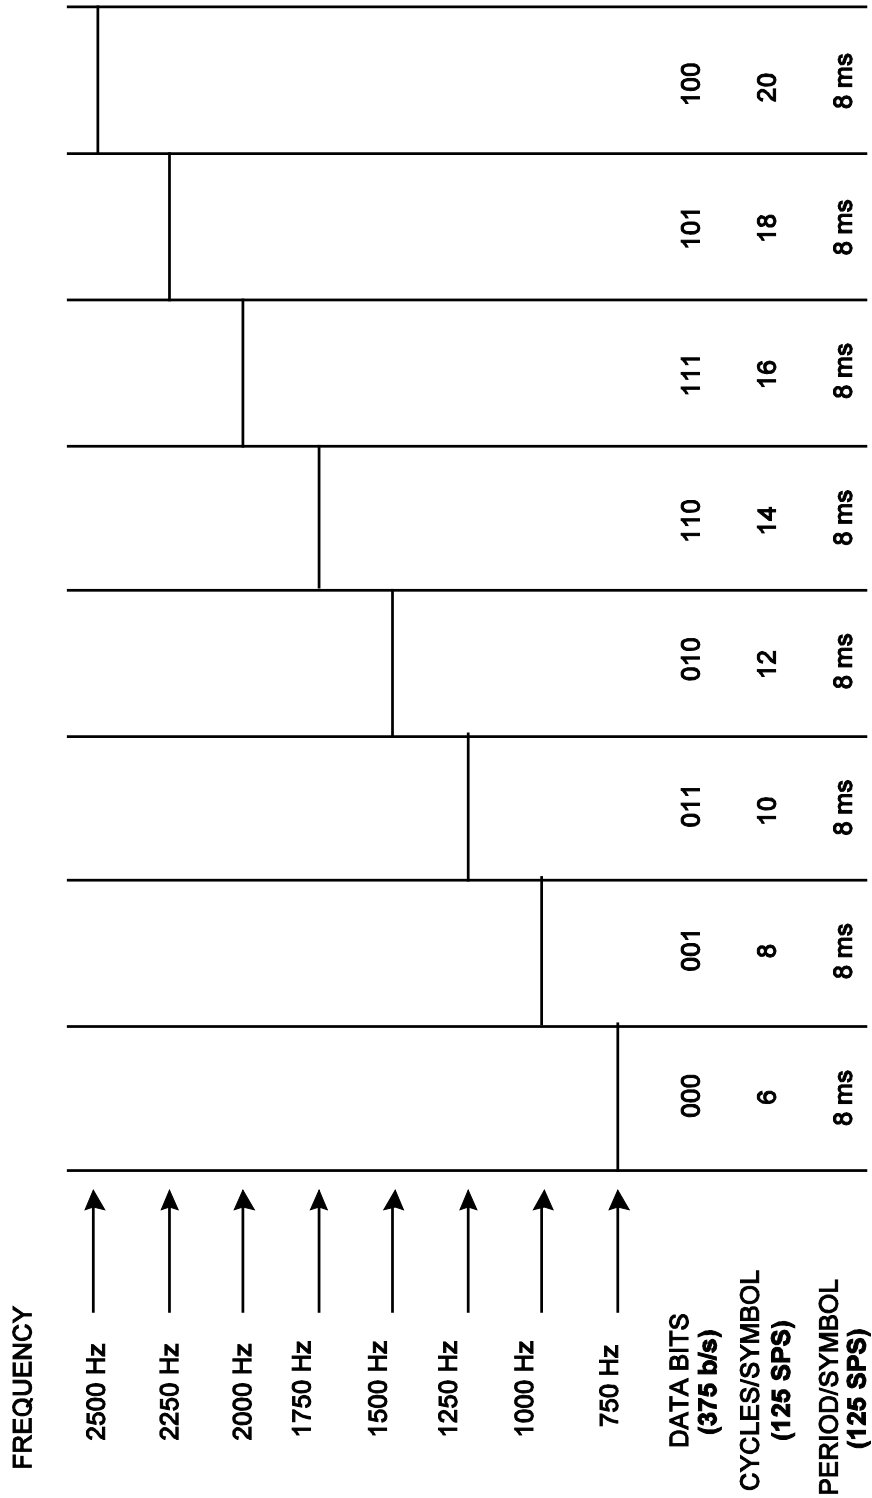 FREQUENCY
2500 Hz
2250 Hz
2000 Hz
1750 Hz
1500 Hz
1250 Hz
1000 Hz
750 Hz
DATA BITS 000 001 011 010 110 111 101 100
(375 b/s)
CYCLES/SYMBOL 6 8 10 12 14 16 18 20
(125 SPS)
PERIOD/SYMBOL 8 ms 8 ms 8 ms 8 ms 8 ms 8 ms 8 ms 8 ms
(125 SPS)